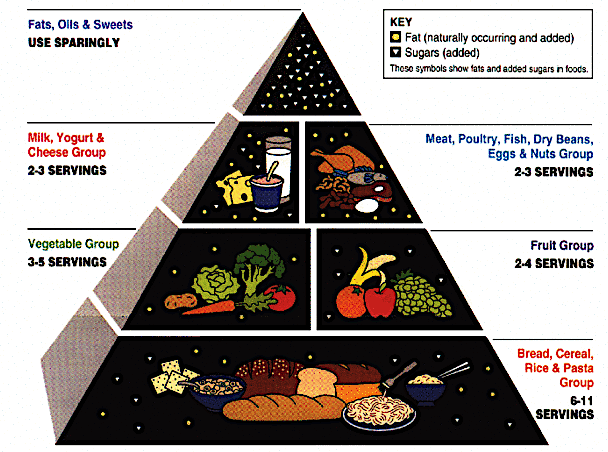 Fats, Oils & Sweets
USE SPARINGLY
KEY
Fat (naturally occurring and added)
Sugars (added)
These symbols show fats and added sugars in foods.
Milk, Yogurt &
Cheese Group
2-3 SERVINGS
Meat, Poultry, Fish, Dry Beans,
Eggs & Nuts Group
2-3 SERVINGS
Vegetable Group
3-5 SERVINGS
Fruit Group
2-4 SERVINGS
Bread, Cereal,
Rice & Pasta
Group
6-11
SERVINGS